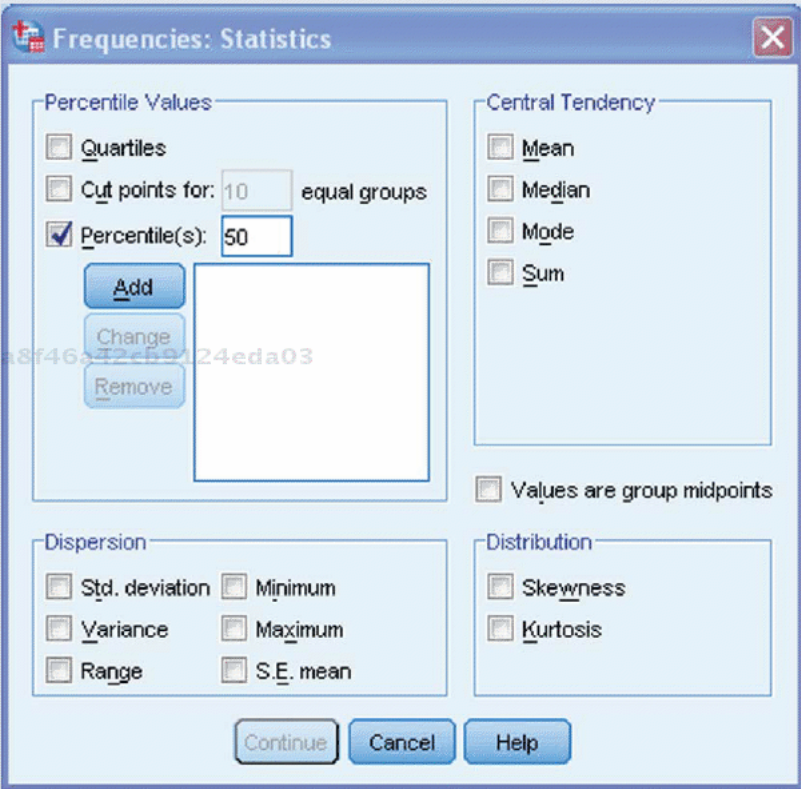 Frequencies: Statistics
Percentile Values
Quartiles
Cut points for: 10 equal groups
Percentile(s): 50
Add
Change
Remove
Central Tendency
Mean
Median
Mode
Sum
Values are group midpoints
Dispersion
Std. deviation Minimum
Variance Maximum
Range S.E. mean
Distribution
Skewness
Kurtosis
Continue Cancel Help
a8f46a42cb9124eda03